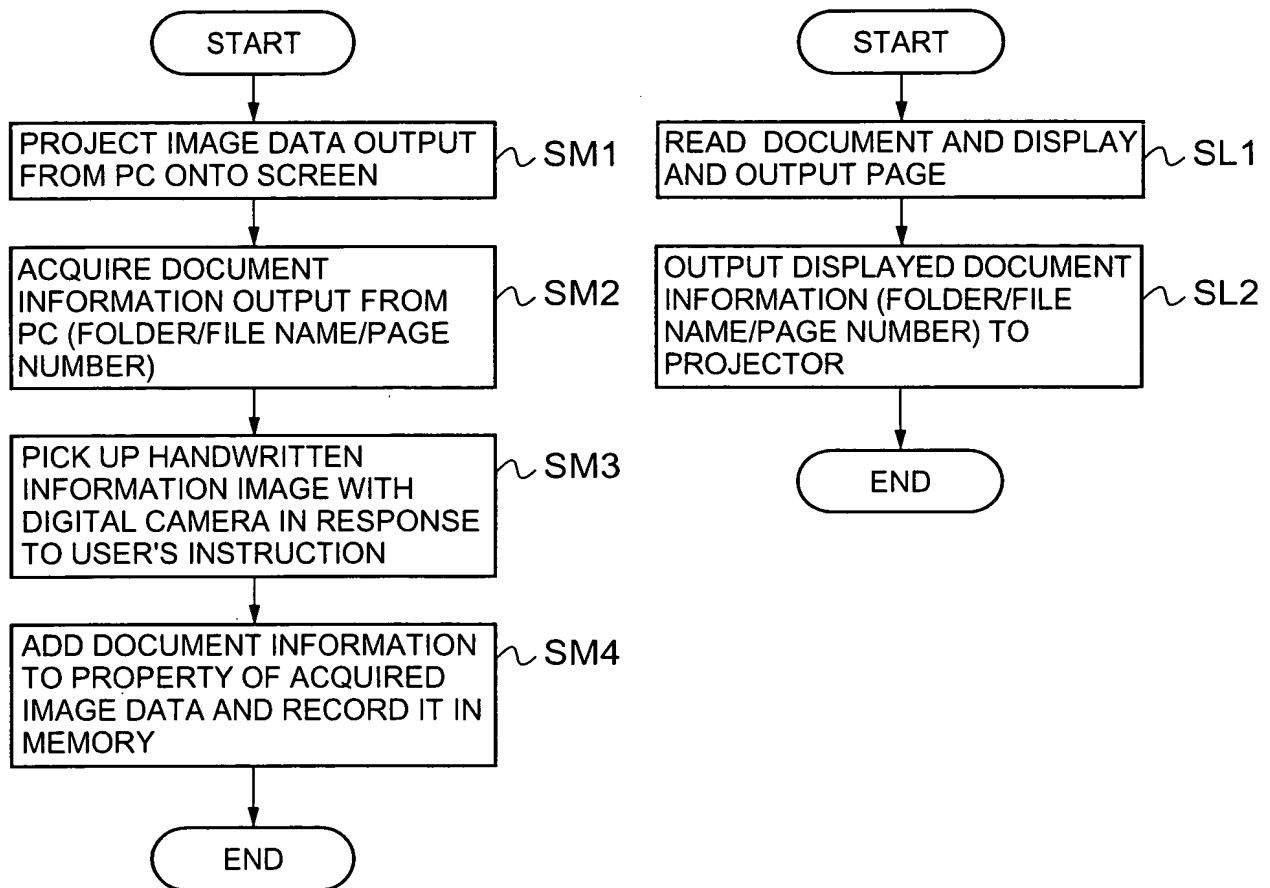 START
PROJECT IMAGE DATA OUTPUT
FROM PC ONTO SCREEN
SM1
ACQUIRE DOCUMENT
INFORMATION OUTPUT FROM
PC (FOLDER/FILE NAME/PAGE
NUMBER)
SM2
PICK UP HANDWRITTEN
INFORMATION IMAGE WITH
DIGITAL CAMERA IN RESPONSE
TO USER'S INSTRUCTION
SM3
ADD DOCUMENT INFORMATION
TO PROPERTY OF ACQUIRED
IMAGE DATA AND RECORD IT IN
MEMORY
SM4
END
START
READ DOCUMENT AND DISPLAY
AND OUTPUT PAGE
SL1
OUTPUT DISPLAYED DOCUMENT
INFORMATION (FOLDER/FILE
NAME/PAGE NUMBER) TO
PROJECTOR
SL2
END